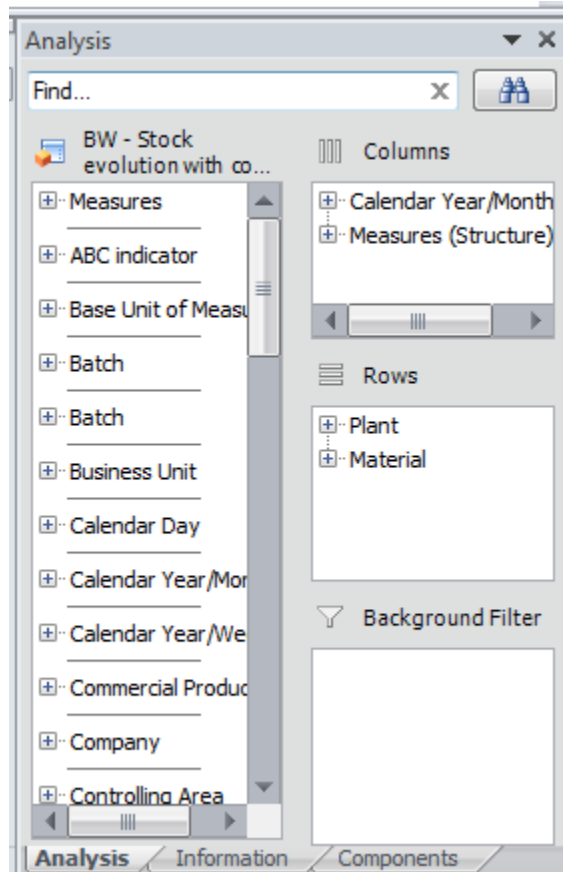 Analysis
Find...
BW - Stock
evolution with co...
Measures
ABC indicator
Base Unit of Measu
Batch
Batch
Business Unit
Calendar Day
Calendar Year/Mon
Calendar Year/We
Commercial Produc
Company
Controlling Area
Columns
Calendar Year/Month
Measures (Structure)
Rows
Plant
Material
Background Filter
Analysis Information Components